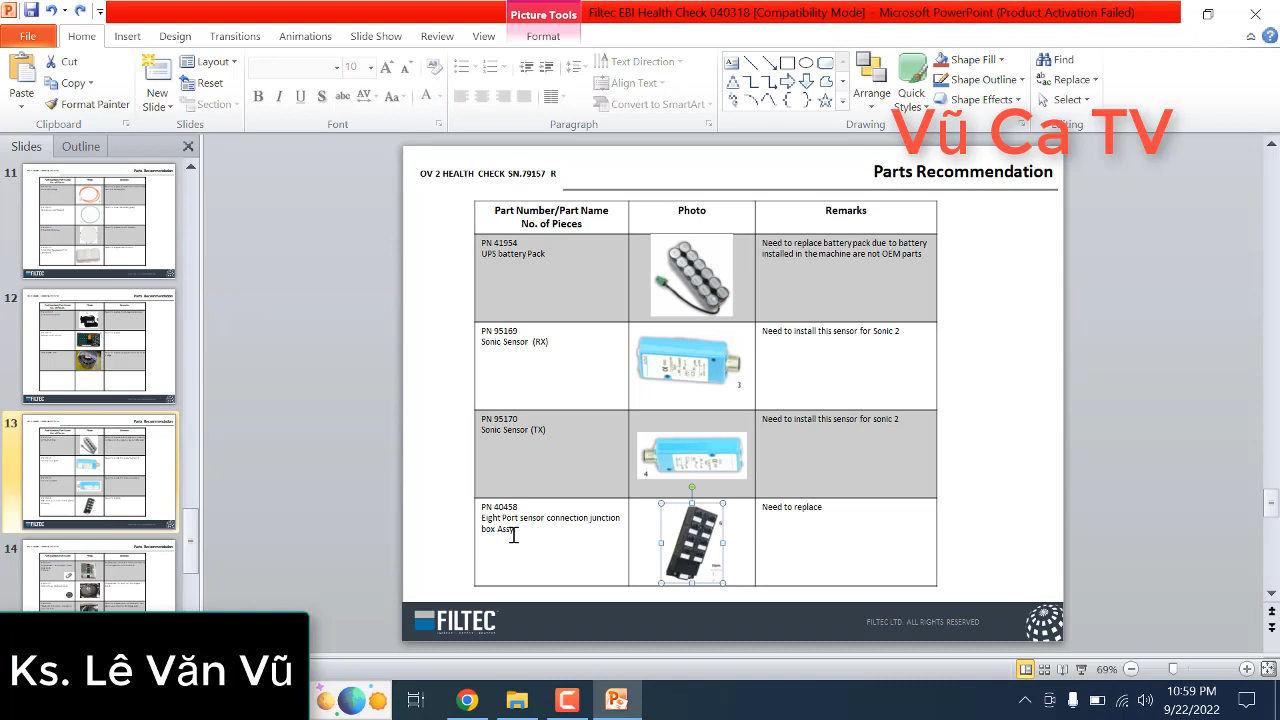 Picture Tools
Filtec EBI Health Check 040318 [Compatibility Mode] - Microsoft PowerPoint (Product Activation Failed)
File Home Insert Design Transitions Animations Slide Show Review View Format
Paste
Cut
Copy
Format Painter
Clipboard
New Slide
Layout
Reset
Section
Slides
10
Font
Text Direction
Align Text
Convert to SmartArt
Paragraph
Arrange
Quick Styles
Shape Fill
Shape Outline
Shape Effects
Drawing
Find
Replace
Select
Editing
Vũ Ca TV
Slides Outline
11
12
13
14
OV 2 HEALTH CHECK SN.79157 R
Parts Recommendation
Part Number/Part Name
No. of Pieces
Photo
Remarks
PN 41954
UPS battery Pack
Need to replace battery pack due to battery
installed in the machine are not OEM parts
PN 95169
Sonic Sensor (RX)
3
Need to install this sensor for Sonic 2
PN 95170
Sonic Sensor (TX)
4
Need to install this sensor for sonic 2
PN 40458
Eight Port sensor connection junction
box Assy
Need to replace
FILTEC
FILTEC LTD. ALL RIGHTS RESERVED
Ks. Lê Văn Vũ
69%
10:59 PM
9/22/2022